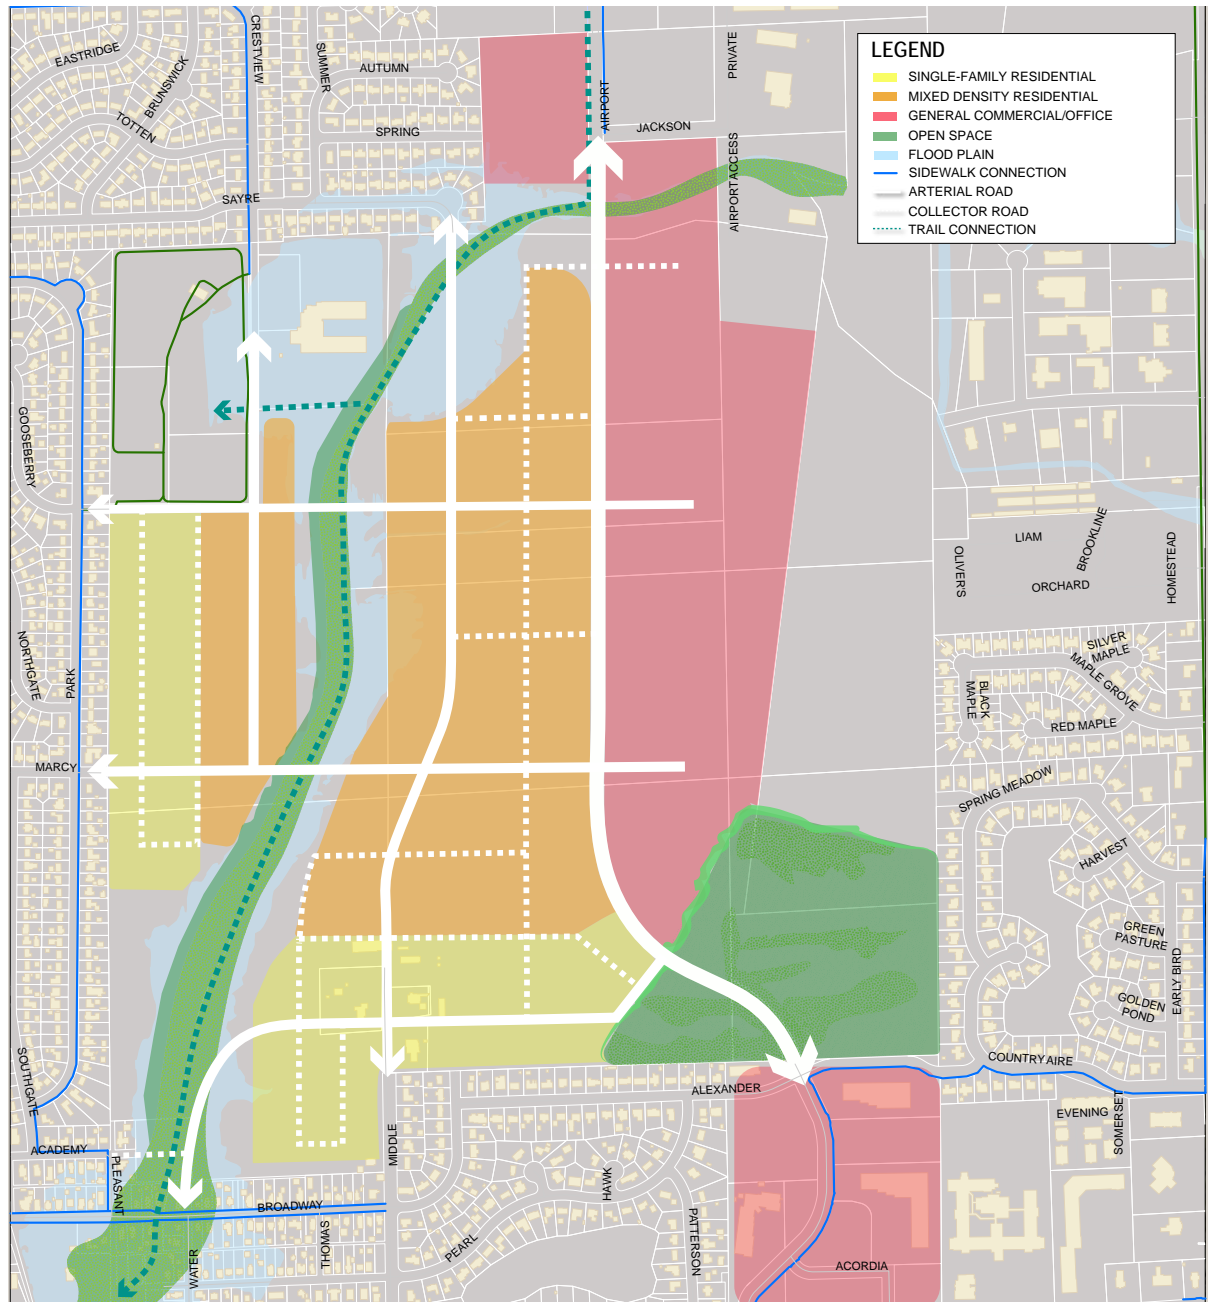 LEGEND
SINGLE-FAMILY RESIDENTIAL
MIXED DENSITY RESIDENTIAL
GENERAL COMMERCIAL/OFFICE
OPEN SPACE
FLOOD PLAIN
SIDEWALK CONNECTION
ARTERIAL ROAD
COLLECTOR ROAD
TRAIL CONNECTION
EASTRIDGE
BRUNSWICK
TOTTEN
CRESTVIEW
SUMMER
AUTUMN
SPRING
SAYRE
AIRPORT
JACKSON
PRIVATE
AIRPORT ACCESS
GOOSEBERRY
NORTHGATE
PARK
MARCY
SOUTHGATE
ACADEMY
PLEASANT
BROADWAY
WATER
THOMAS
MIDDLE
PEARL
HAWK
PATTERSON
ALEXANDER
ACORDIA
LIAM
BROOKLINE
ORCHARD
OLIVER'S
HOMESTEAD
SILVER
MAPLE
MAPLE GROVE
BLACK
MAPLE
RED MAPLE
SPRING MEADOW
HARVEST
GREEN
PASTURE
EARLY BIRD
GOLDEN
POND
COUNTRY AIRE
EVENING
SOMERSET